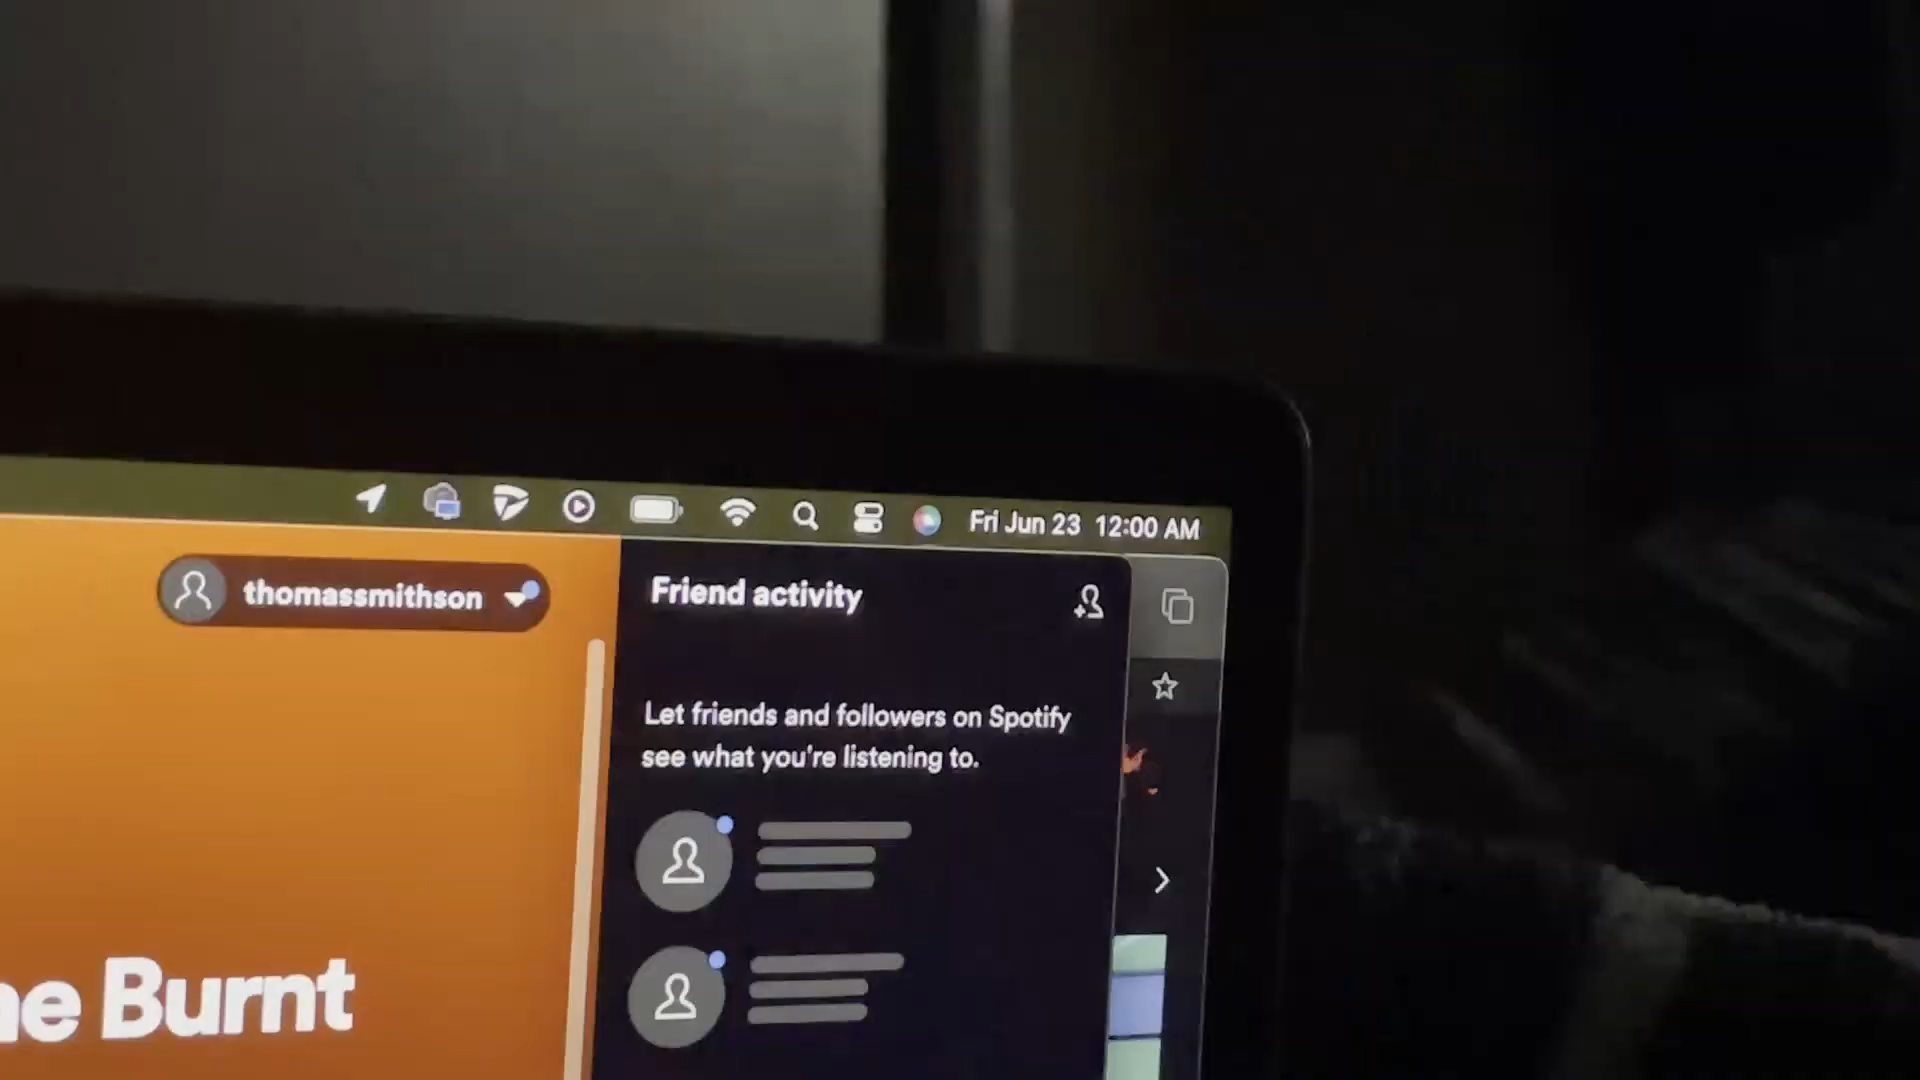 Fri Jun 23 12:00 AM
thomassmithson
Friend activity
Let friends and followers on Spotify
see what you're listening to.
Burnt